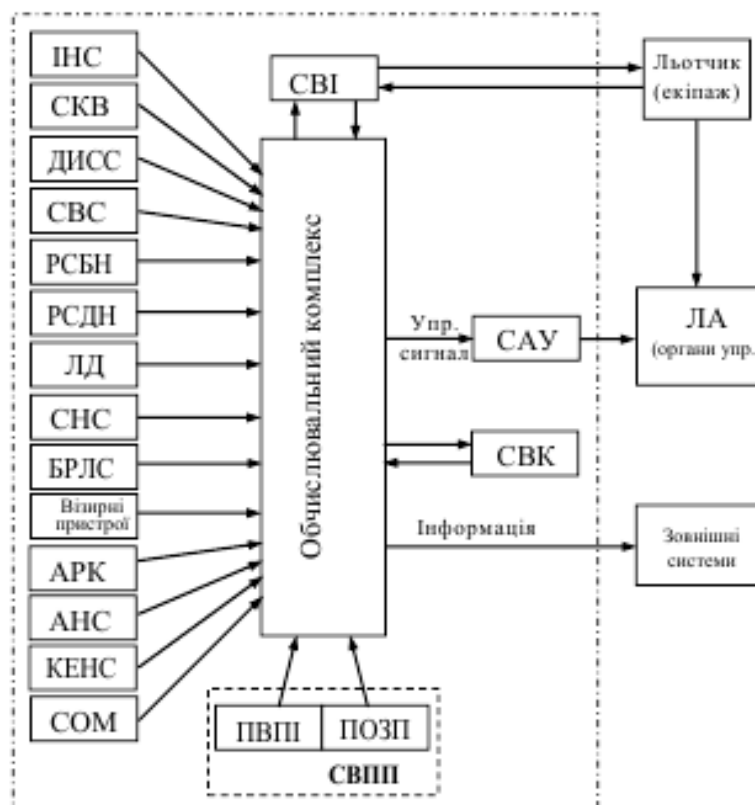 ІНС
СКВ
ДИСС
СВС
РСБН
РСДН
ЛД
СНС
БРЛС
Візирні
пристрої
АРК
АНС
КЕНС
СОМ
СВІ
Обчислювальний комплекс
ПВПІ
ПОЗП
СВПП
Упр.
сигнал
САУ
СВК
Інформація
Льотчик
(екіпаж)
ЛА
(органи упр.
Зовнішні
системи